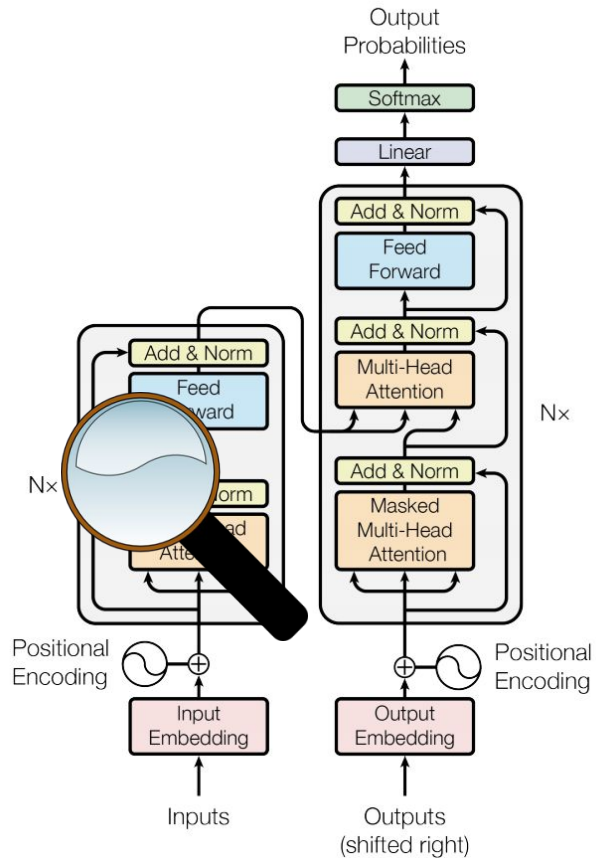 Output
Probabilities
Softmax
Linear
Add & Norm
Feed
Forward
Add & Norm
Multi-Head
Attention
Add & Norm
Masked
Multi-Head
Attention
Nx
Positional
Encoding
Output
Embedding
Outputs
(shifted right)
Add & Norm
Feed
Nx
Positional
Encoding
Input
Embedding
Inputs